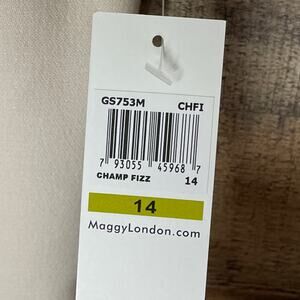 GS753M CHFI
7 93055 45968 7
CHAMP FIZZ 14
14
MaggyLondon.com